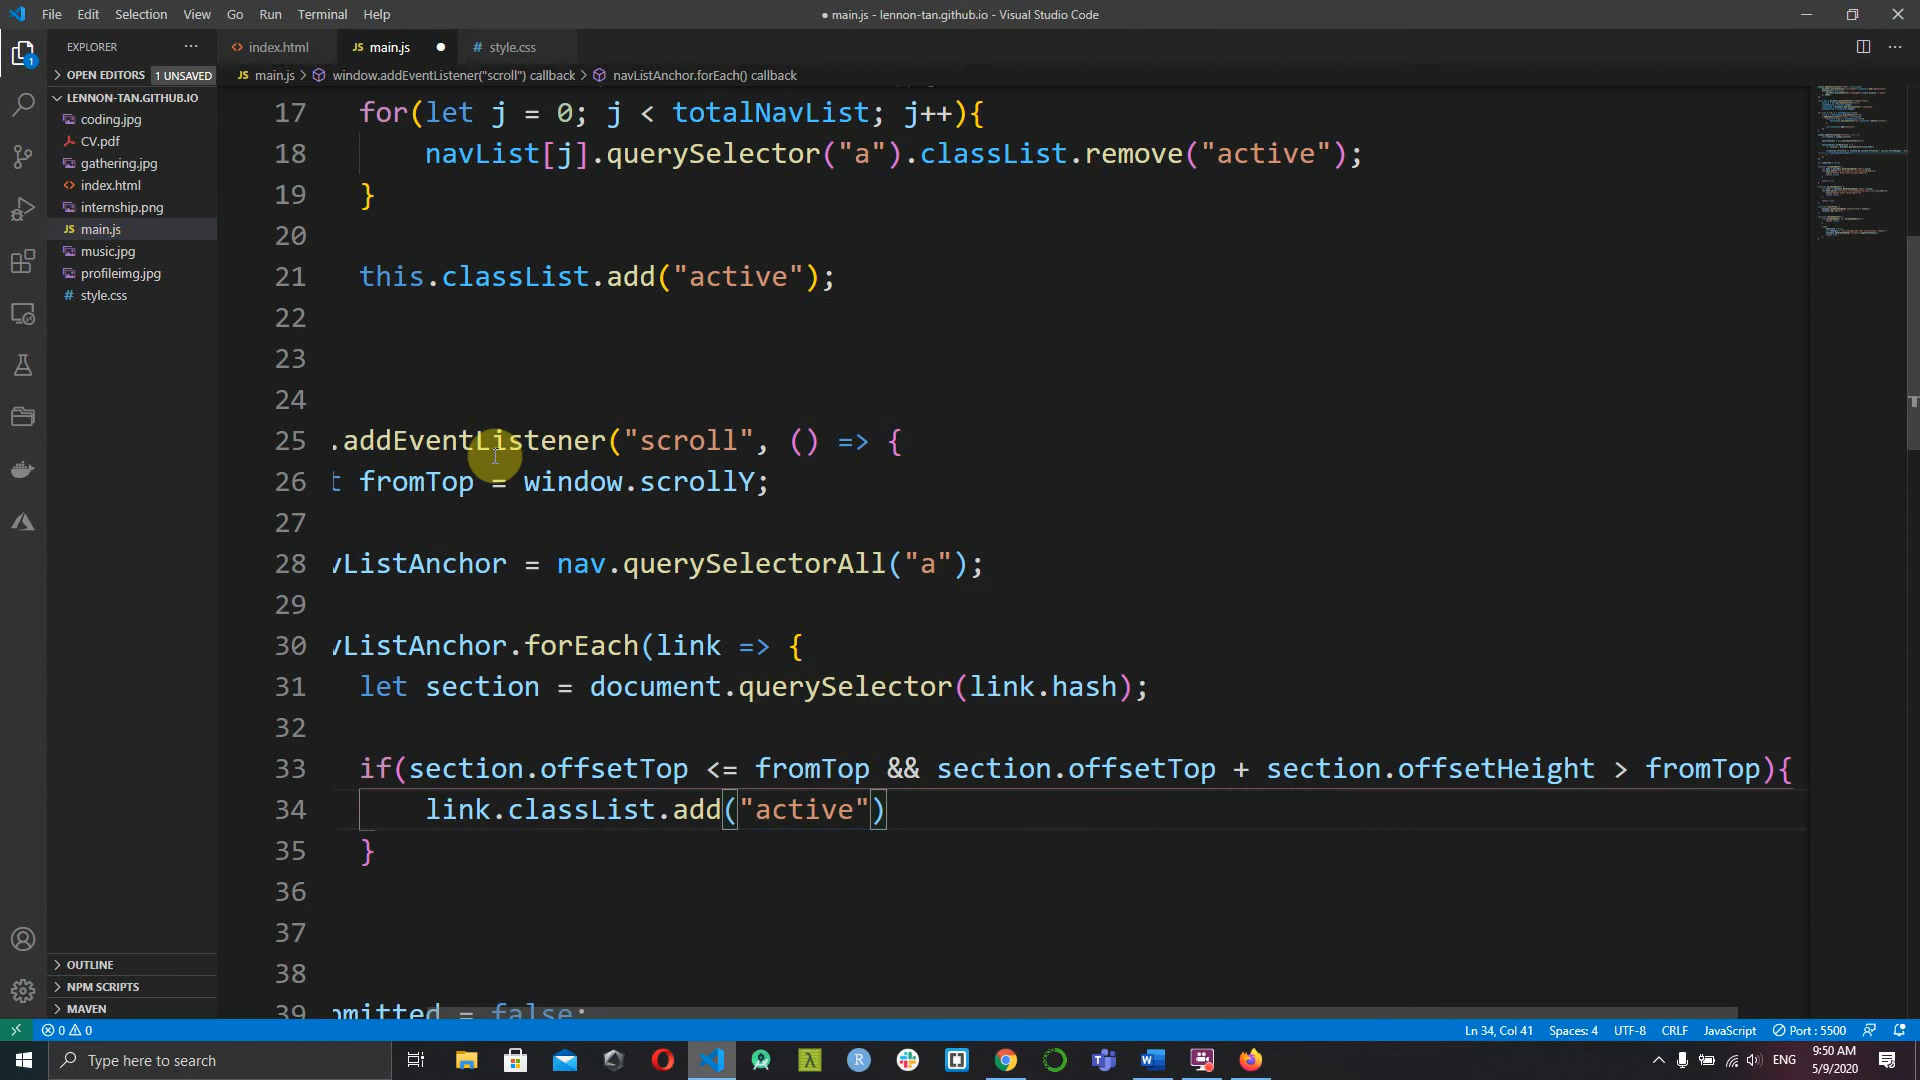 File Edit Selection View Go Run Terminal Help
● main.js - lennon-tan.github.io - Visual Studio Code
EXPLORER
index.html
JS main.js
# style.css
OPEN EDITORS 1 UNSAVED
JS main.js > window.addEventListener("scroll") callback > navListAnchor.forEach() callback
LENNON-TAN.GITHUB.IO
coding.jpg
CV.pdf
gathering.jpg
index.html
internship.png
JS main.js
music.jpg
profileimg.jpg
# style.css
OUTLINE
NPM SCRIPTS
MAVEN
17 for(let j = 0; j < totalNavList; j++){
18 navList[j].querySelector("a").classList.remove("active");
19 }
20
21 this.classList.add("active");
22
23
24
25 .addEventListener("scroll", () => {
26 t fromTop = window.scrollY;
27
28 vListAnchor = nav.querySelectorAll("a");
29
30 vListAnchor.forEach(link => {
31 let section = document.querySelector(link.hash);
32
33 if(section.offsetTop <= fromTop && section.offsetTop + section.offsetHeight > fromTop){
34 link.classList.add("active")
35 }
36
37
38
39 omitted = false;
0 0 Ln 34, Col 41 Spaces: 4 UTF-8 CRLF JavaScript Port : 5500
Type here to search
ENG
9:50 AM
5/9/2020